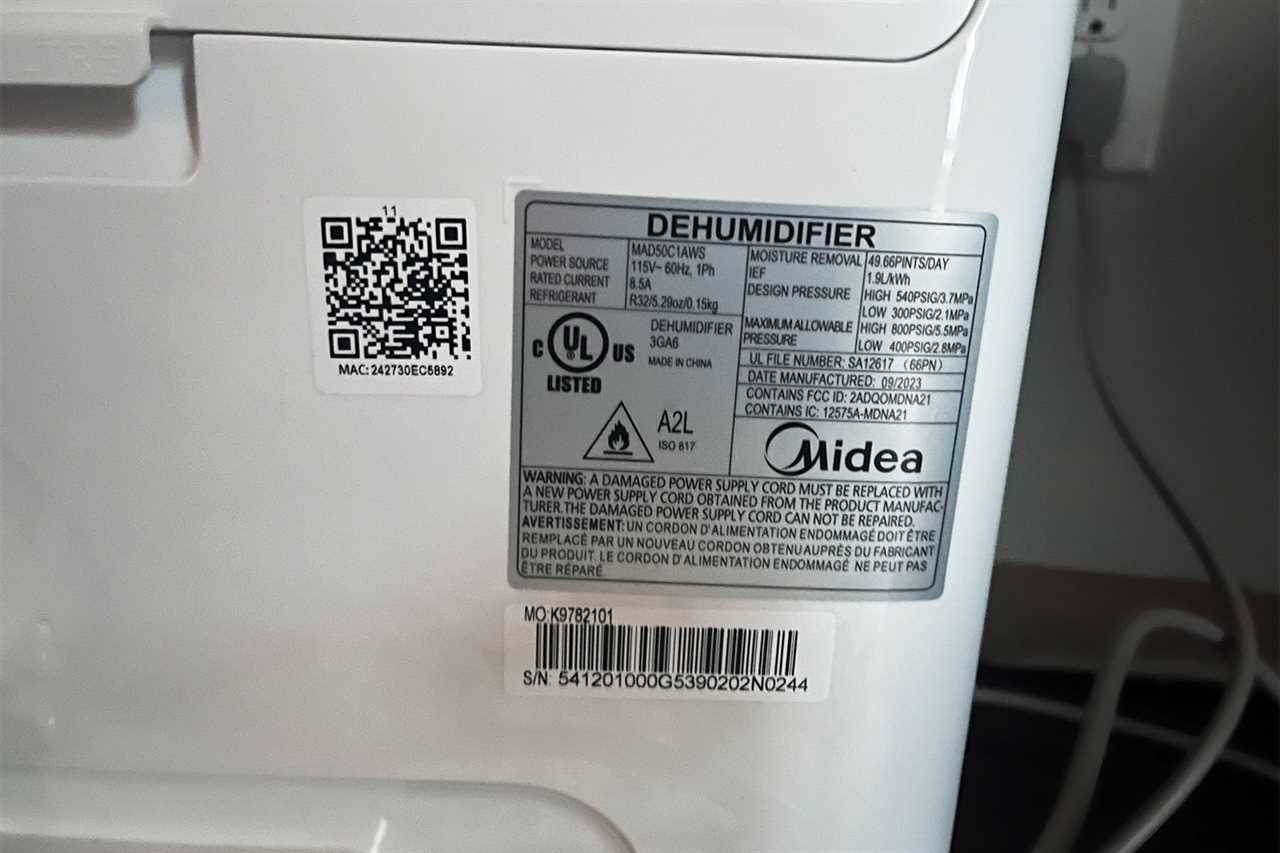 11
MAC: 242730EC5892
DEHUMIDIFIER
MODEL MAD50C1AWS
POWER SOURCE 115V~ 60Hz, 1Ph
RATED CURRENT 8.5A
REFRIGERANT R32/5.29oz/0.15kg
MOISTURE REMOVAL 49.66PINTS/DAY
IEF 1.9L/kWh
DESIGN PRESSURE HIGH 540PSIG/3.7MPa
LOW 300PSIG/2.1MPa
MAXIMUM ALLOWABLE HIGH 800PSIG/5.5MPa
PRESSURE LOW 400PSIG/2.8MPa
C UL US
®
LISTED
DEHUMIDIFIER
3GA6
MADE IN CHINA
UL FILE NUMBER: SA12617 (66PN)
DATE MANUFACTURED: 09/2023
CONTAINS FCC ID: 2ADQOMDNA21
CONTAINS IC: 12575A-MDNA21
A2L
ISO 817
Midea
WARNING: A DAMAGED POWER SUPPLY CORD MUST BE REPLACED WITH
A NEW POWER SUPPLY CORD OBTAINED FROM THE PRODUCT MANUFAC-
TURER.THE DAMAGED POWER SUPPLY CORD CAN NOT BE REPAIRED.
AVERTISSEMENT: UN CORDON D'ALIMENTATION ENDOMMAGÉ DOIT ÊTRE
REMPLACÉ PAR UN NOUVEAU CORDON OBTENU AUPRÈS DU FABRICANT
DU PRODUIT. LE CORDON D'ALIMENTATION ENDOMMAGÉ NE PEUT PAS
ÊTRE RÉPARÉ.
MO:K9782101
S/N: 541201000G5390202N0244